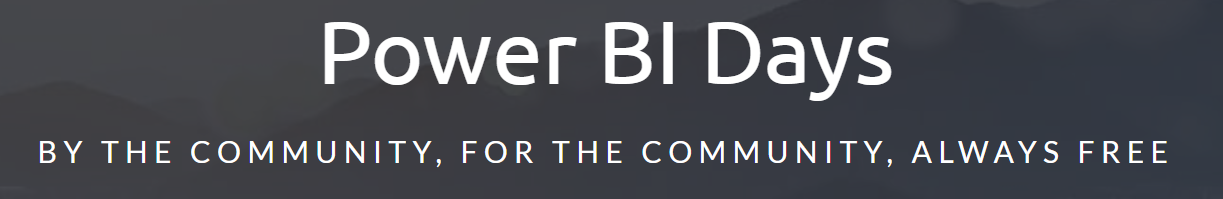 Power BI Days
BY THE COMMUNITY, FOR THE COMMUNITY, ALWAYS FREE